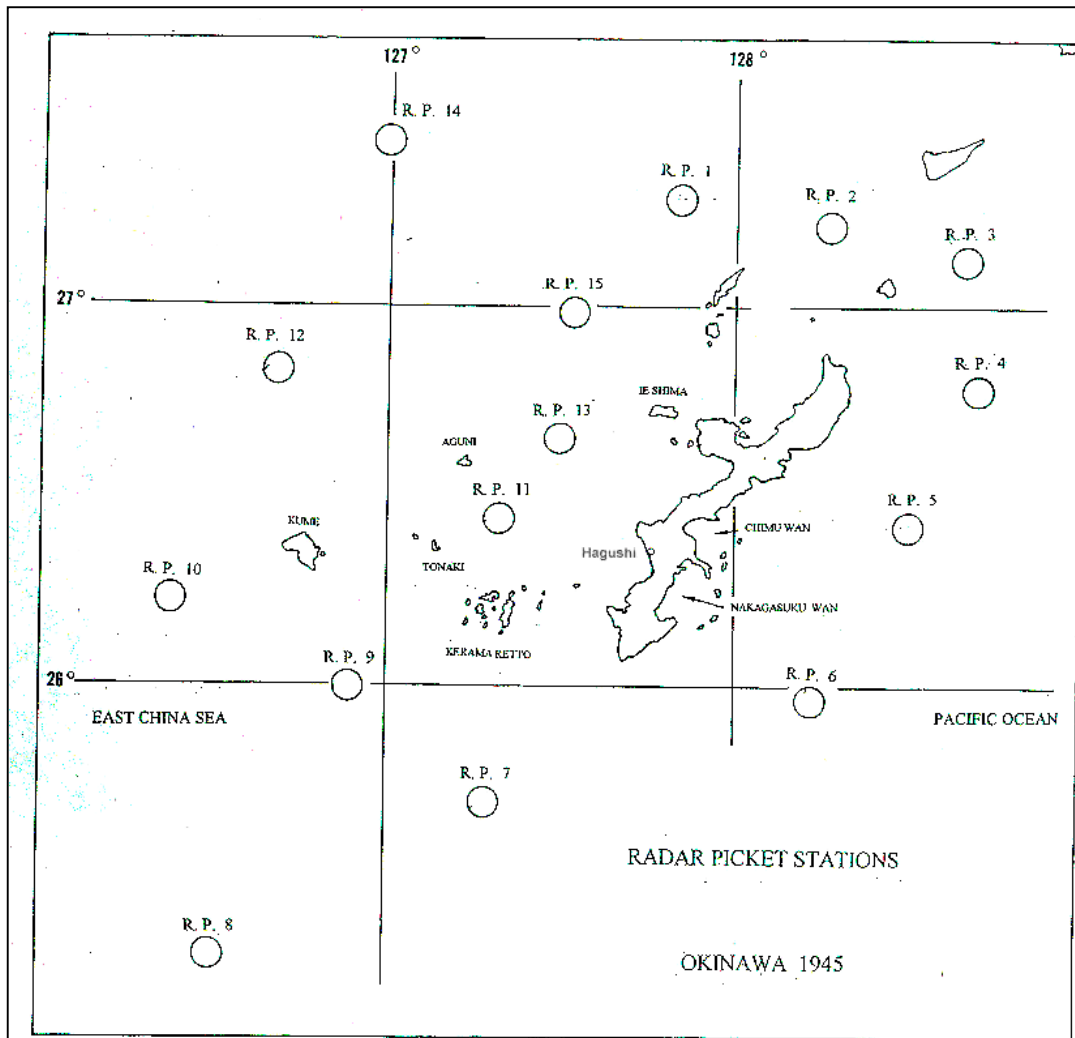 127°
128°
R. P. 14
R. P. 1
R. P. 2
R. P. 3
27°
R. P. 15
R. P. 12
R. P. 4
IE SHIMA
R. P. 13
AGUNI
R. P. 11
R. P. 5
KUME
CHIMU WAN
Hagushi
TONAKI
R. P. 10
NAKAGASUKU WAN
KERAMA RETTO
R. P. 9
26°
R. P. 6
EAST CHINA SEA
PACIFIC OCEAN
R. P. 7
RADAR PICKET STATIONS
R. P. 8
OKINAWA 1945